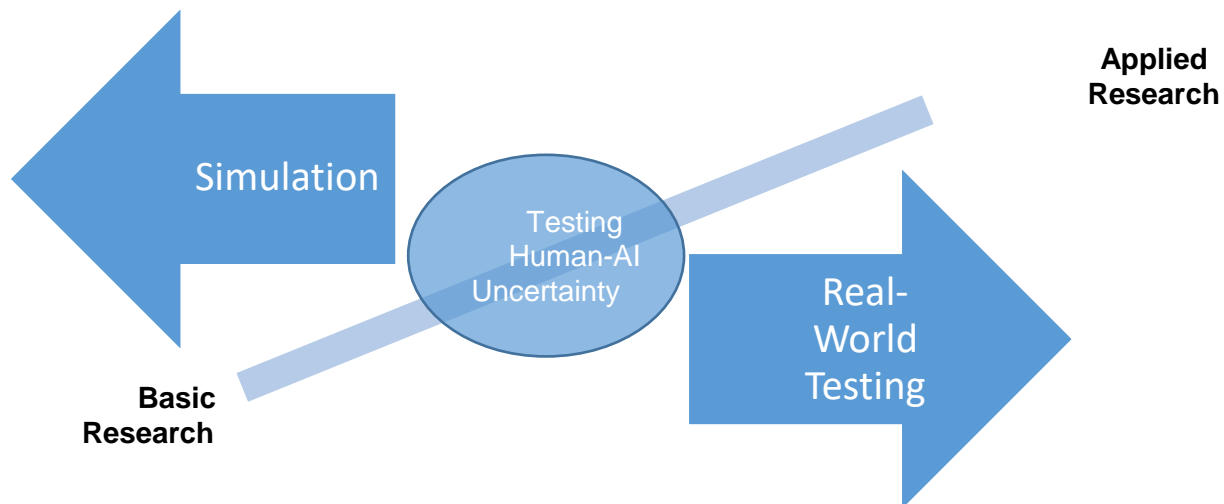 Simulation
Testing
Human-AI
Uncertainty
Applied
Research
Real-
World
Testing
Basic
Research